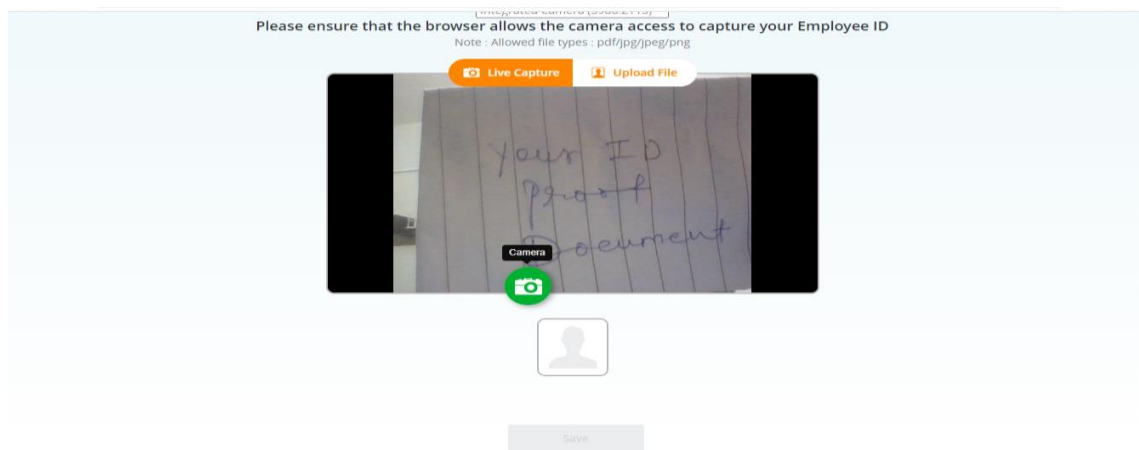 Please ensure that the browser allows the camera access to capture your Employee ID
Note : Allowed file types : pdf/jpg/jpeg/png
Live Capture
Upload File
Your ID
Proof
Document
Camera
Save